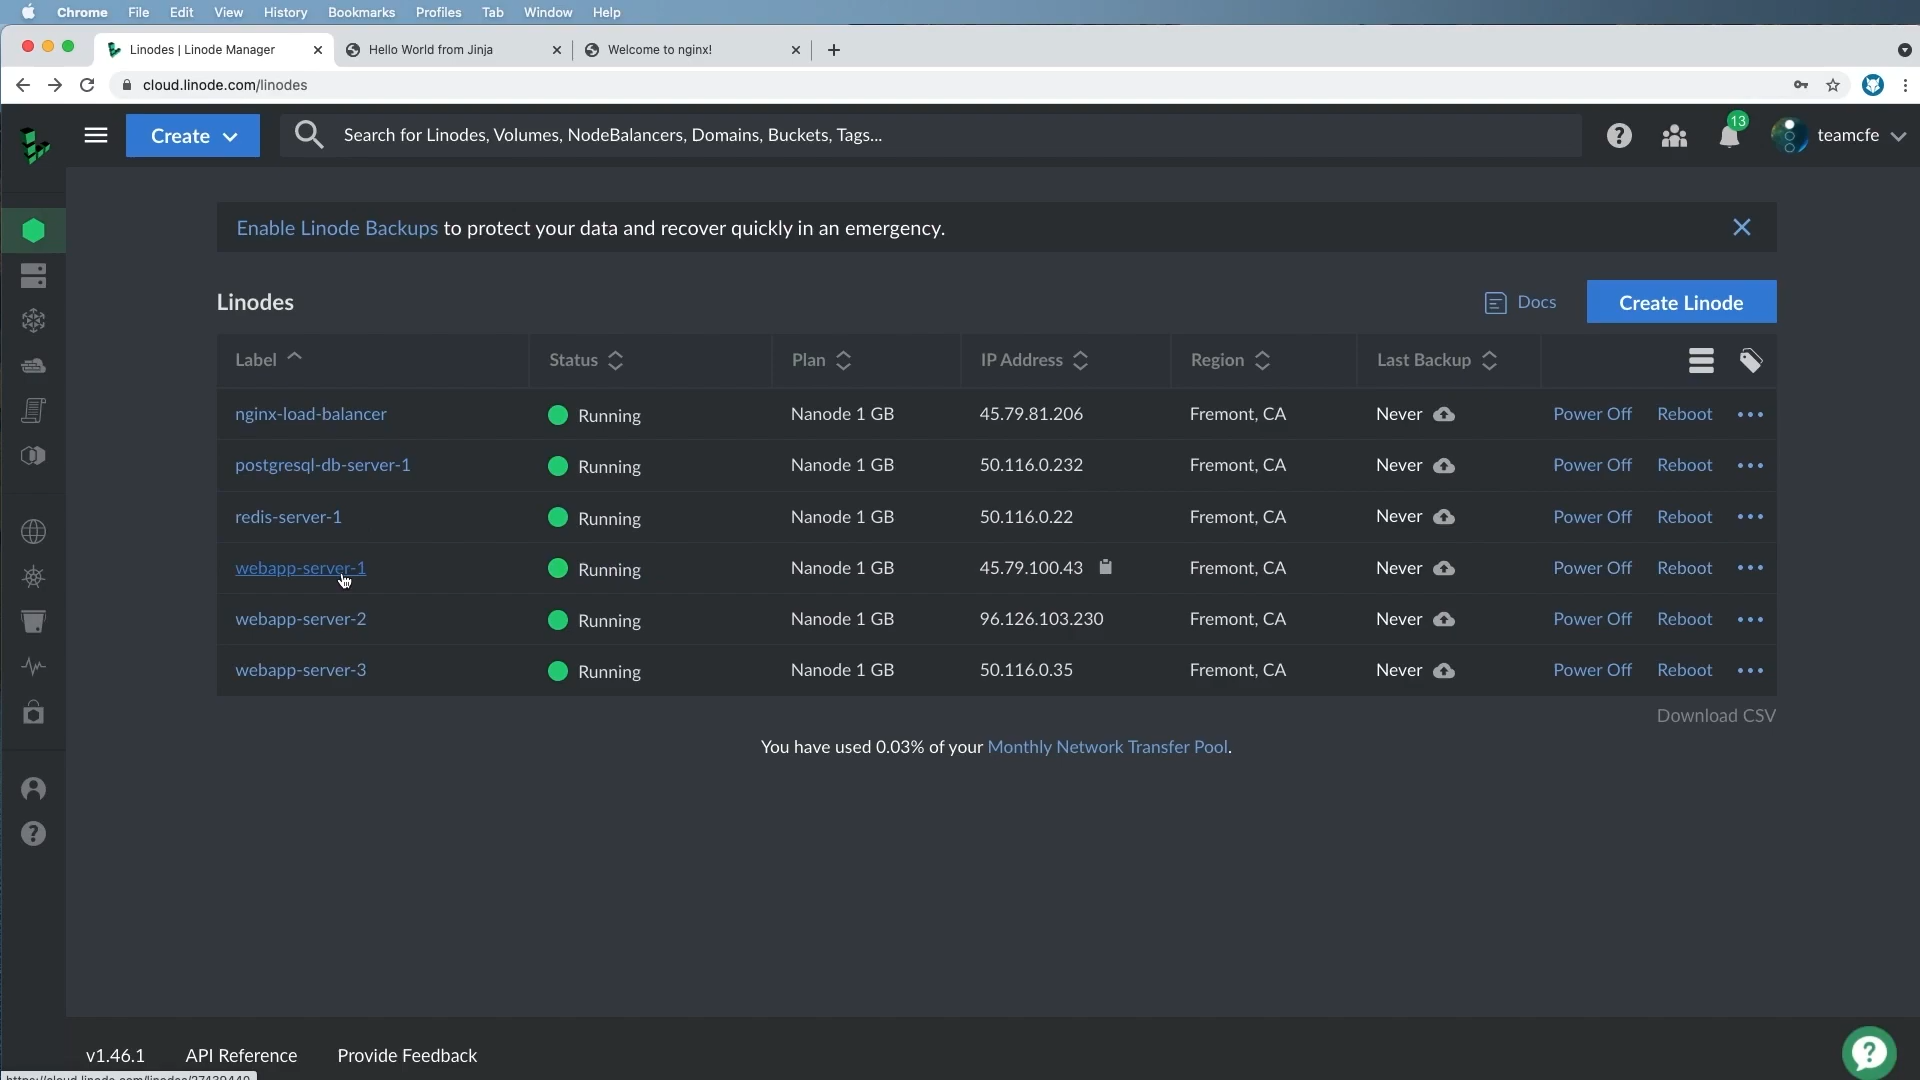 Chrome File Edit View History Bookmarks Profiles Tab Window Help
Linodes | Linode Manager Hello World from Jinja Welcome to nginx!
cloud.linode.com/linodes
Create Search for Linodes, Volumes, NodeBalancers, Domains, Buckets, Tags... 13 teamcfe
Enable Linode Backups to protect your data and recover quickly in an emergency.
Linodes Docs Create Linode
Label Status Plan IP Address Region Last Backup
nginx-load-balancer Running Nanode 1 GB 45.79.81.206 Fremont, CA Never Power Off Reboot
postgresql-db-server-1 Running Nanode 1 GB 50.116.0.232 Fremont, CA Never Power Off Reboot
redis-server-1 Running Nanode 1 GB 50.116.0.22 Fremont, CA Never Power Off Reboot
webapp-server-1 Running Nanode 1 GB 45.79.100.43 Fremont, CA Never Power Off Reboot
webapp-server-2 Running Nanode 1 GB 96.126.103.230 Fremont, CA Never Power Off Reboot
webapp-server-3 Running Nanode 1 GB 50.116.0.35 Fremont, CA Never Power Off Reboot
Download CSV
You have used 0.03% of your Monthly Network Transfer Pool.
v1.46.1 API Reference Provide Feedback